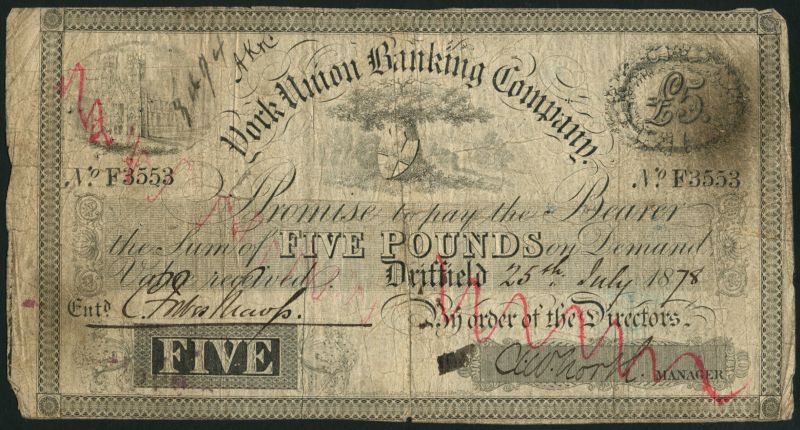 York Union Banking Company.
£5.
No F3553
No F3553
I Promise to pay the Bearer
the Sum of FIVE POUNDS on Demand,
Value received. Driffield 25th July 1878
Entd
By order of the Directors.
FIVE
MANAGER